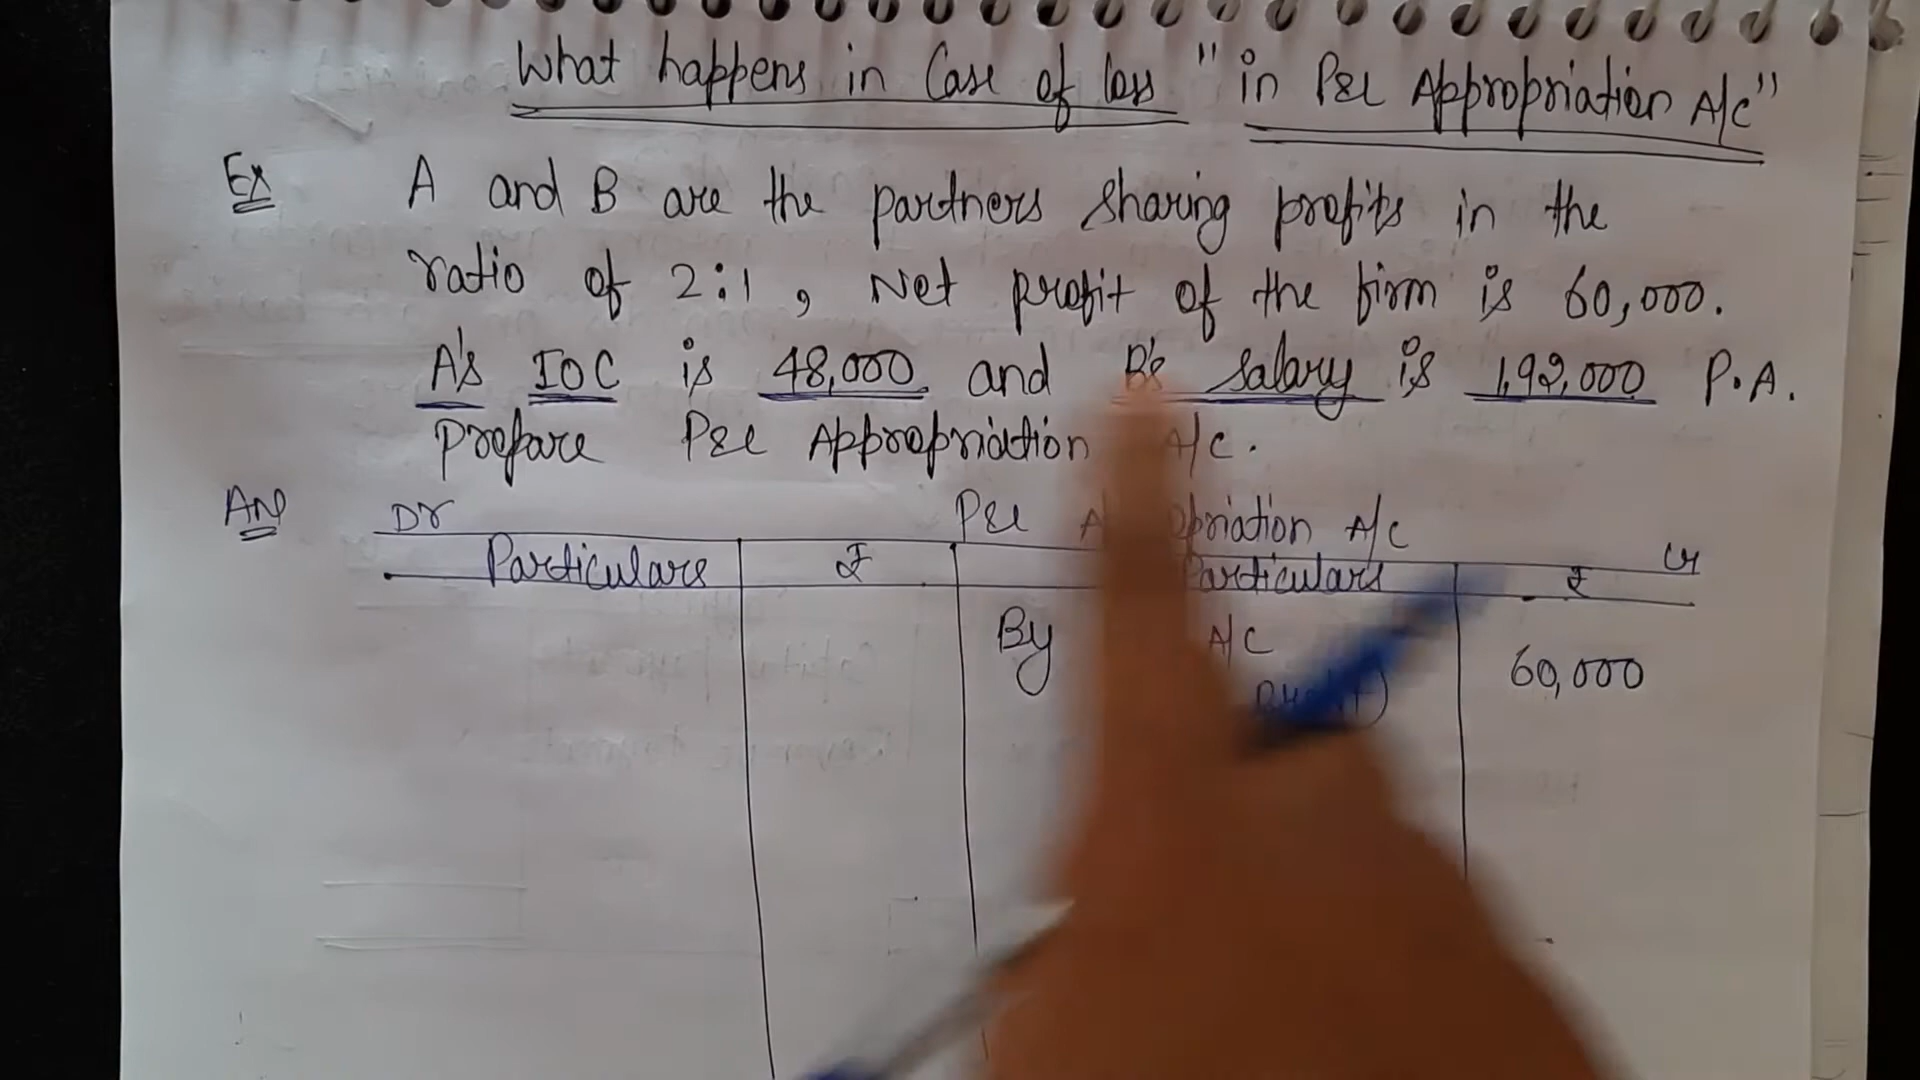 What happens in Case of loss "in P&L Appropriation A/c"
Ex A and B are the partners sharing profits in the
ratio of 2:1, Net profit of the firm is 60,000.
A's IOC is 48,000 and B's salary is 1,92,000 P.A.
Prepare P&L Appropriation A/c.
Ans Dr P&L Appropriation A/c Cr
Particulars ₹ Particulars ₹
By A/c
60,000